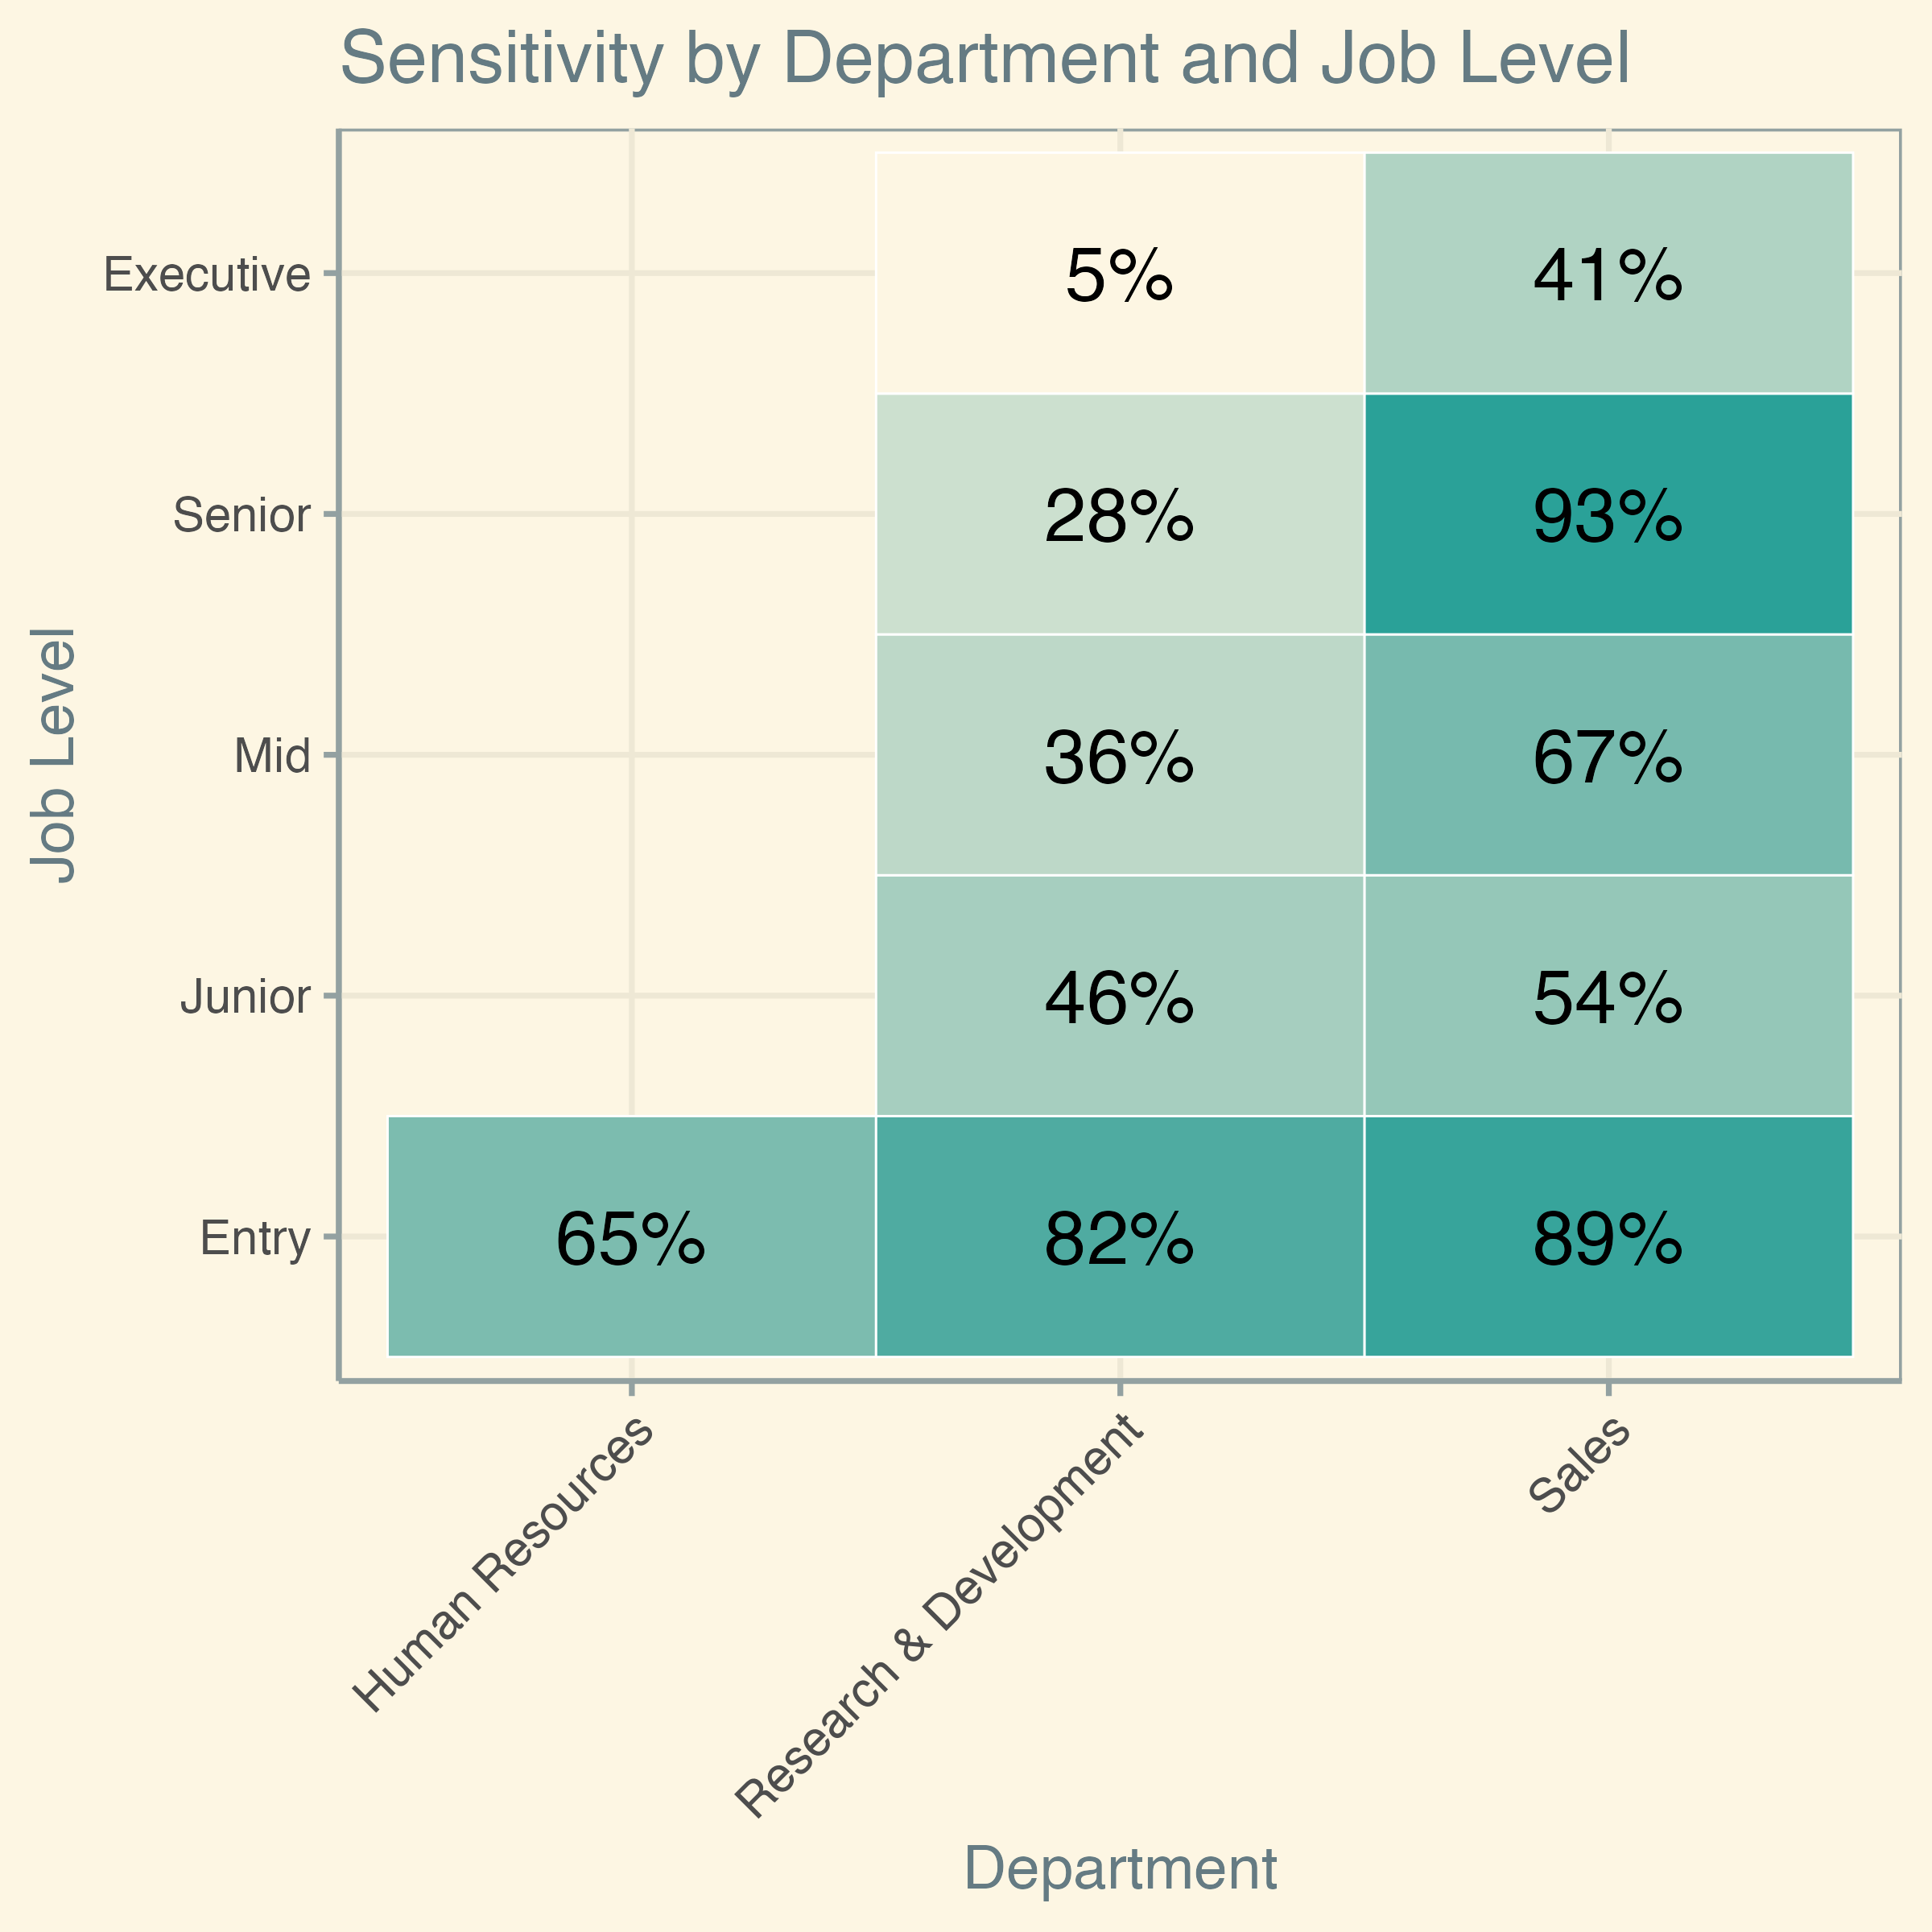 Sensitivity by Department and Job Level
Job Level
Executive
5%
41%
Senior
28%
93%
Mid
36%
67%
Junior
46%
54%
Entry
65%
82%
89%
Human Resources
Research & Development
Sales
Department